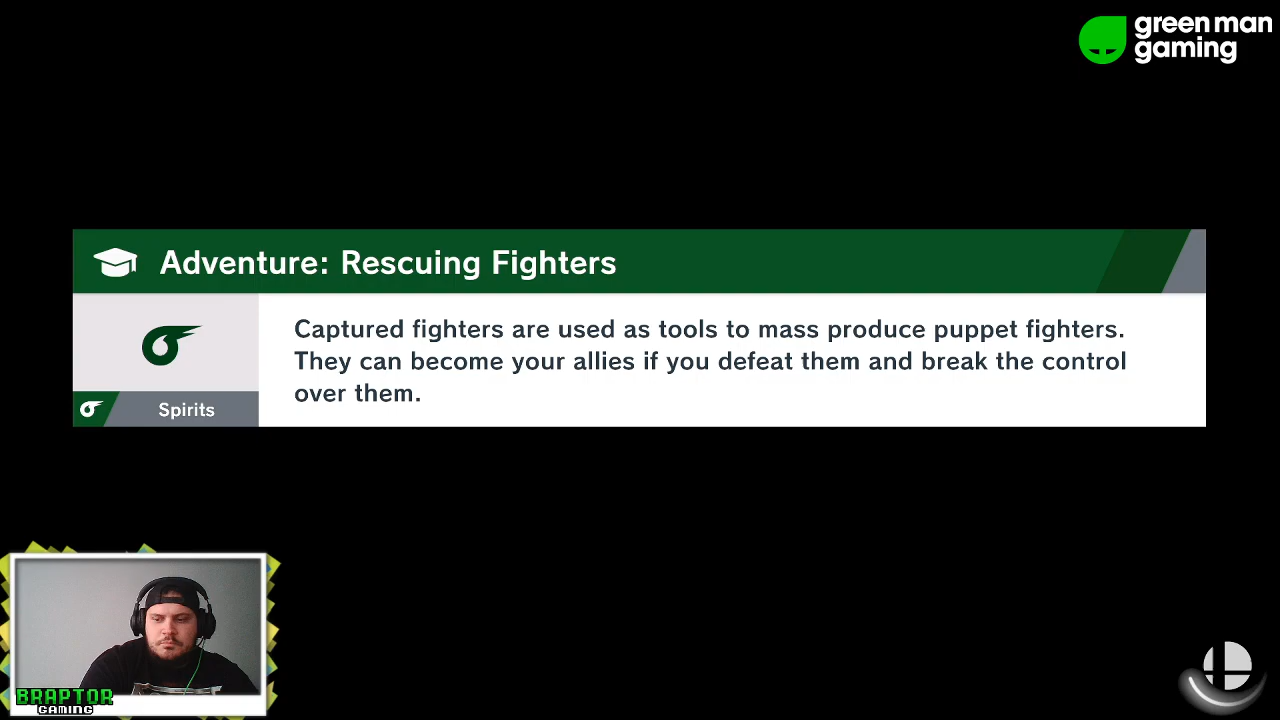 green man
gaming
Adventure: Rescuing Fighters
Captured fighters are used as tools to mass produce puppet fighters.
They can become your allies if you defeat them and break the control
over them.
Spirits
BRAPTOR
GAMING